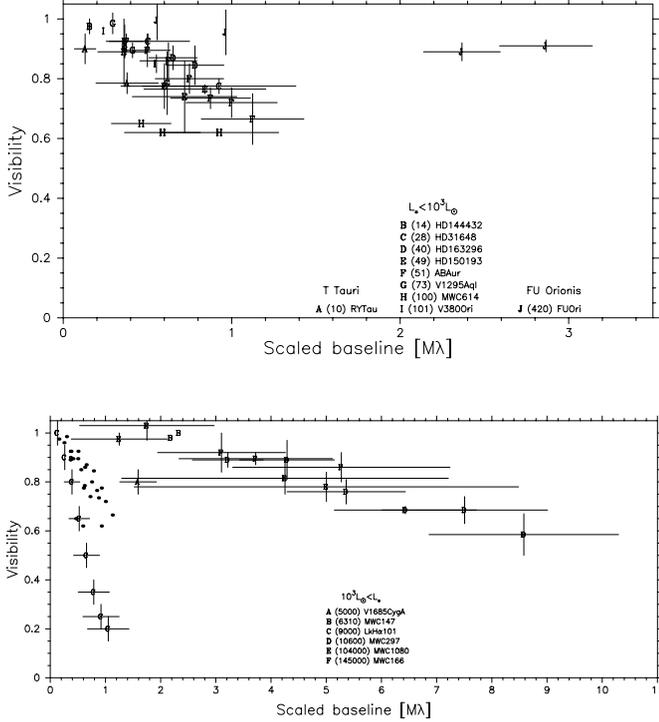 1
0.8
0.6
0.4
0.2
0
Visibility
L*<10³L⊙
B (14) HD144432
C (28) HD31648
D (40) HD163296
E (49) HD150193
F (51) ABAur
G (73) V1295Aql
H (100) MWC614
I (101) V380Ori
T Tauri
A (10) RYTau
FU Orionis
J (420) FUOri
0 1 2 3
Scaled baseline [Mλ]
1
0.8
0.6
0.4
0.2
0
Visibility
10³L⊙<L*
A (5000) V1685CygA
B (6310) MWC147
C (9000) LkHα101
D (10600) MWC297
E (104000) MWC1080
F (145000) MWC166
0 1 2 3 4 5 6 7 8 9 10 1
Scaled baseline [Mλ]